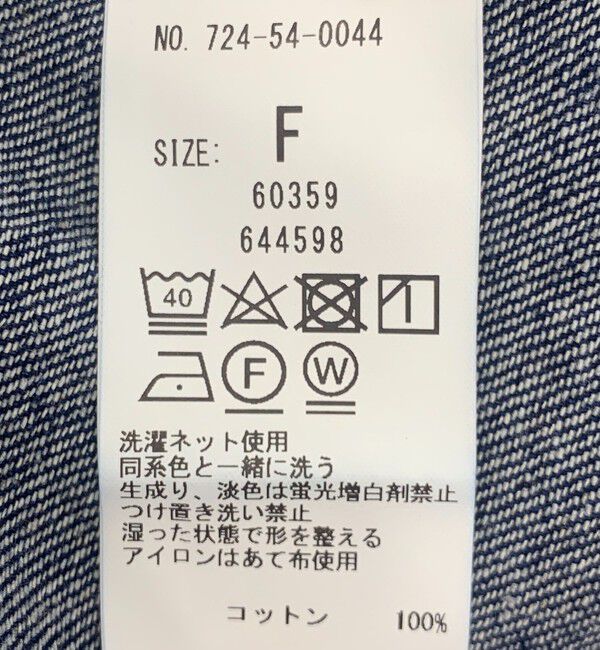 NO. 724-54-0044
SIZE: F
60359
644598
40
F W
洗濯ネット使用
同系色と一緒に洗う
生成り、淡色は蛍光増白剤禁止
つけ置き洗い禁止
湿った状態で形を整える
アイロンはあて布使用
コットン 100%